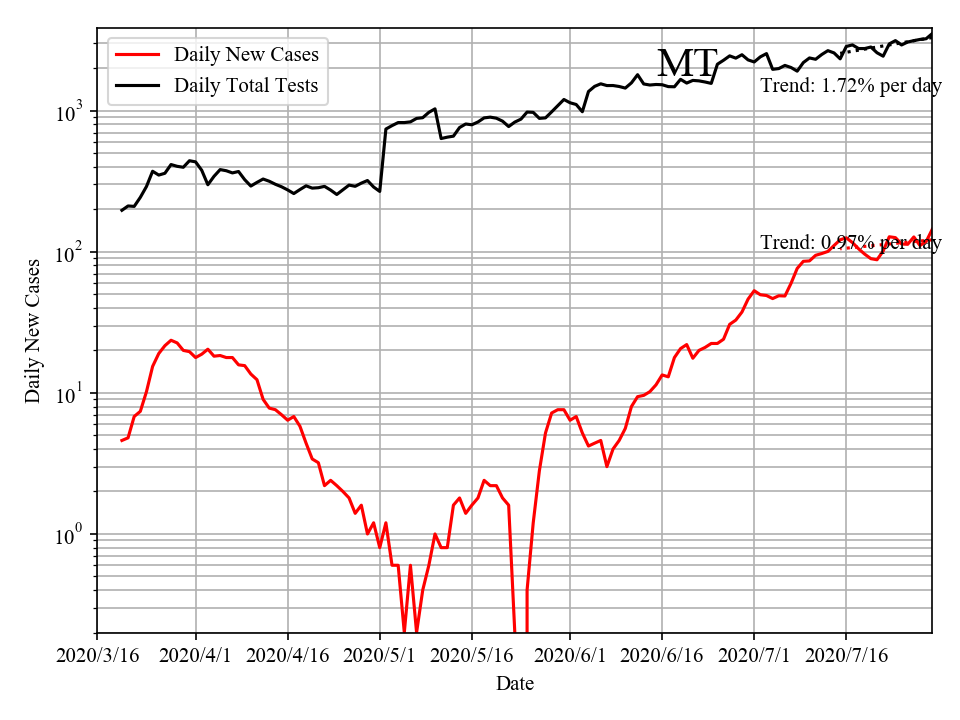 Daily New Cases
Daily Total Tests
MT
Trend: 1.72% per day
Trend: 0.97% per day
10^3
10^2
10^1
10^0
Daily New Cases
2020/3/16 2020/4/1 2020/4/16 2020/5/1 2020/5/16 2020/6/1 2020/6/16 2020/7/1 2020/7/16
Date